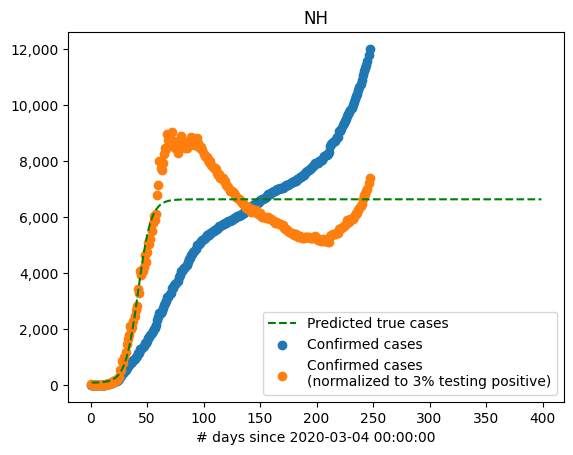 NH
12,000
10,000
8,000
6,000
4,000
2,000
0
Predicted true cases
Confirmed cases
Confirmed cases
(normalized to 3% testing positive)
0 50 100 150 200 250 300 350 400
# days since 2020-03-04 00:00:00